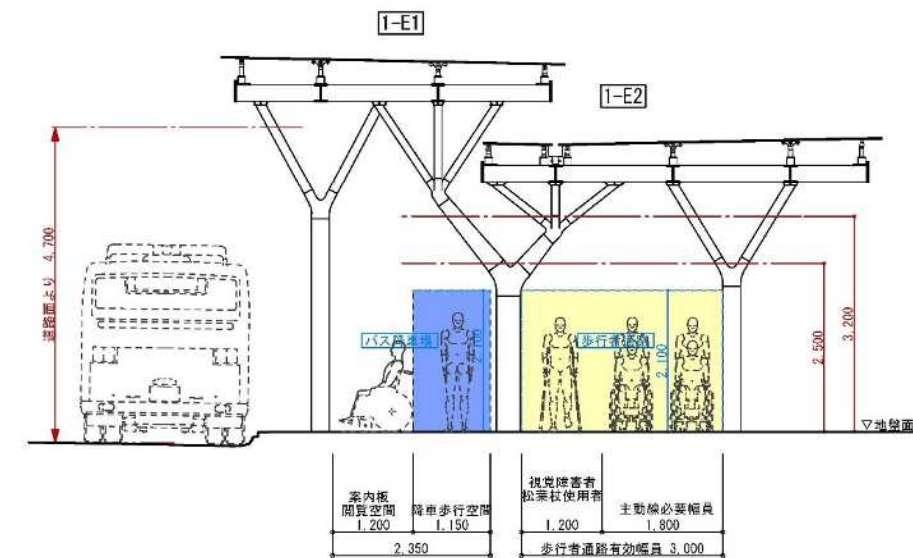 1-E1
1-E2
道路面より 4,700
バス降車場
歩行者通路
2,100
2,100
2,500
3,200
▽地盤面
案内板
閲覧空間
1,200
降車歩行空間
1,150
視覚障害者
松葉杖使用者
1,200
主動線必要幅員
1,800
2,350
歩行者通路有効幅員 3,000